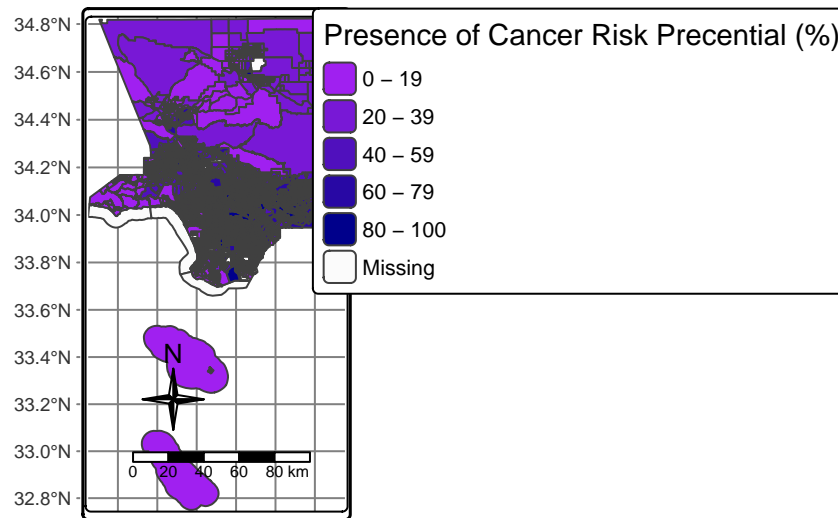 34.8°N
34.6°N
34.4°N
34.2°N
34.0°N
33.8°N
33.6°N
33.4°N
33.2°N
33.0°N
32.8°N
Presence of Cancer Risk Precential (%)
0 – 19
20 – 39
40 – 59
60 – 79
80 – 100
Missing
N
0 20 40 60 80 km